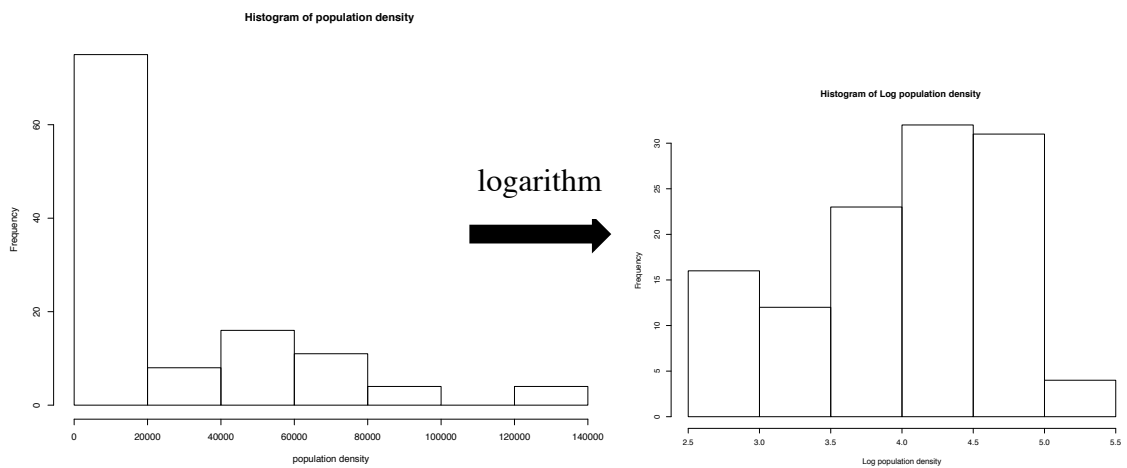 Histogram of population density
Frequency
0
20
40
60
0 20000 40000 60000 80000 100000 120000 140000
population density
logarithm
Histogram of Log population density
Frequency
0
5
10
15
20
25
30
2.5 3.0 3.5 4.0 4.5 5.0 5.5
Log population density